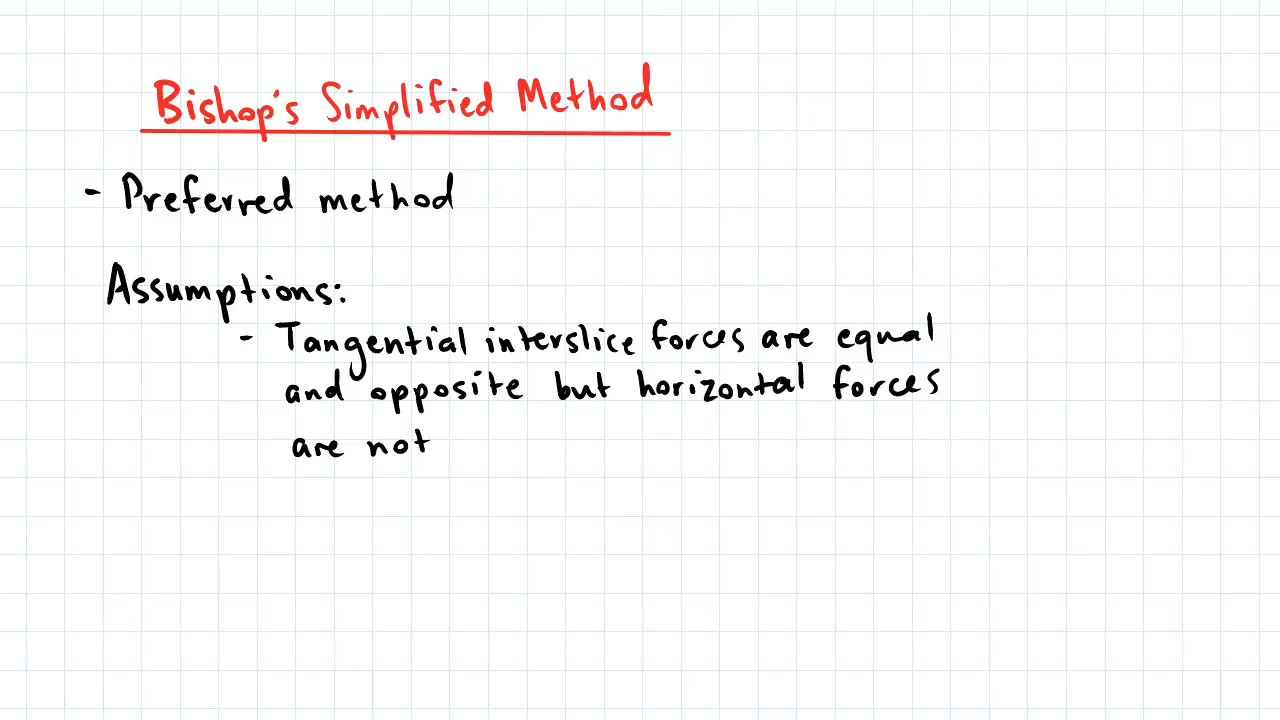 Bishop's Simplified Method
- Preferred method
Assumptions:
- Tangential interslice forces are equal
and opposite but horizontal forces
are not